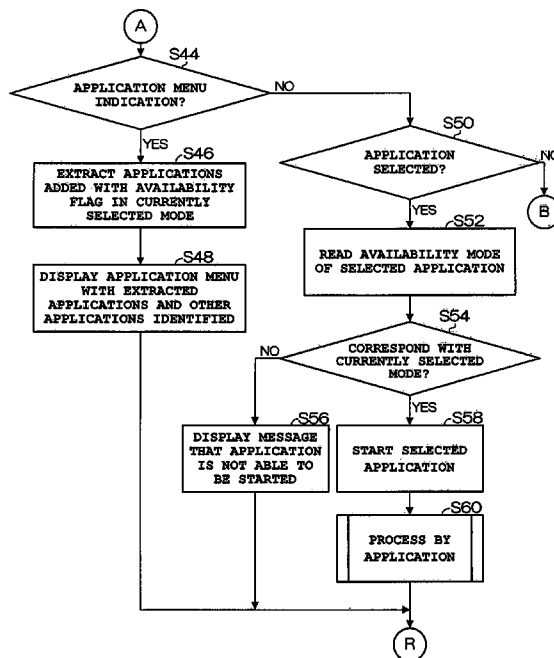 A
S44
APPLICATION MENU
INDICATION?
NO
YES
S46
EXTRACT APPLICATIONS
ADDED WITH AVAILABILITY
FLAG IN CURRENTLY
SELECTED MODE
S48
DISPLAY APPLICATION MENU
WITH EXTRACTED
APPLICATIONS AND OTHER
APPLICATIONS IDENTIFIED
S50
APPLICATION
SELECTED?
NO
B
YES
S52
READ AVAILABILITY MODE
OF SELECTED APPLICATION
S54
CORRESPOND WITH
CURRENTLY SELECTED
MODE?
NO
YES
S56
DISPLAY MESSAGE
THAT APPLICATION
IS NOT ABLE TO
BE STARTED
S58
START SELECTED
APPLICATION
S60
PROCESS BY
APPLICATION
R